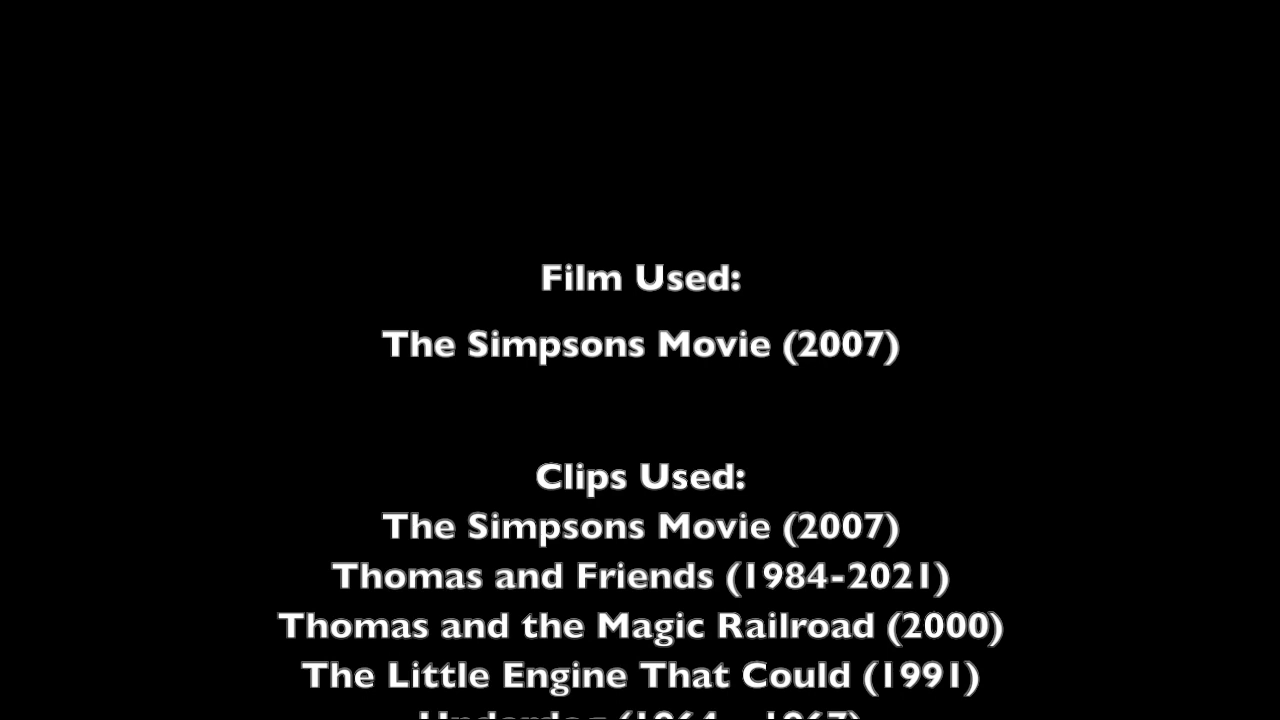 Film Used:
The Simpsons Movie (2007)
Clips Used:
The Simpsons Movie (2007)
Thomas and Friends (1984-2021)
Thomas and the Magic Railroad (2000)
The Little Engine That Could (1991)